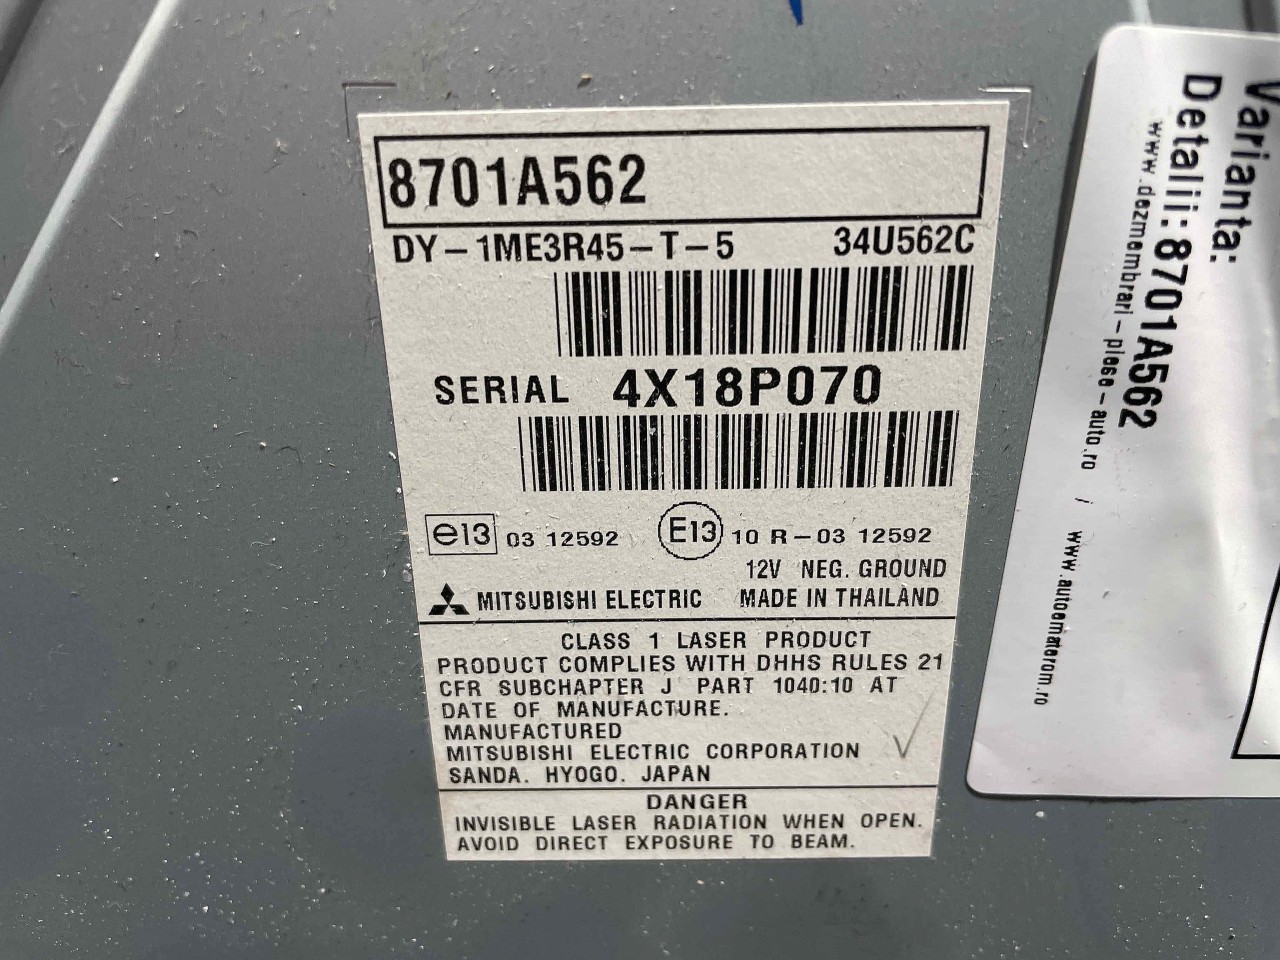 8701A562
DY-1ME3R45-T-5 34U562C
SERIAL 4X18P070
e13 03 12592 E13 10 R-03 12592
12V NEG. GROUND
MITSUBISHI ELECTRIC MADE IN THAILAND
CLASS 1 LASER PRODUCT
PRODUCT COMPLIES WITH DHHS RULES 21
CFR SUBCHAPTER J PART 1040:10 AT
DATE OF MANUFACTURE.
MANUFACTURED
MITSUBISHI ELECTRIC CORPORATION
SANDA. HYOGO. JAPAN
DANGER
INVISIBLE LASER RADIATION WHEN OPEN.
AVOID DIRECT EXPOSURE TO BEAM.
Varianta:
Detalii: 8701A562
www.dezmembrari-piese-auto.ro / www.automaterom.ro